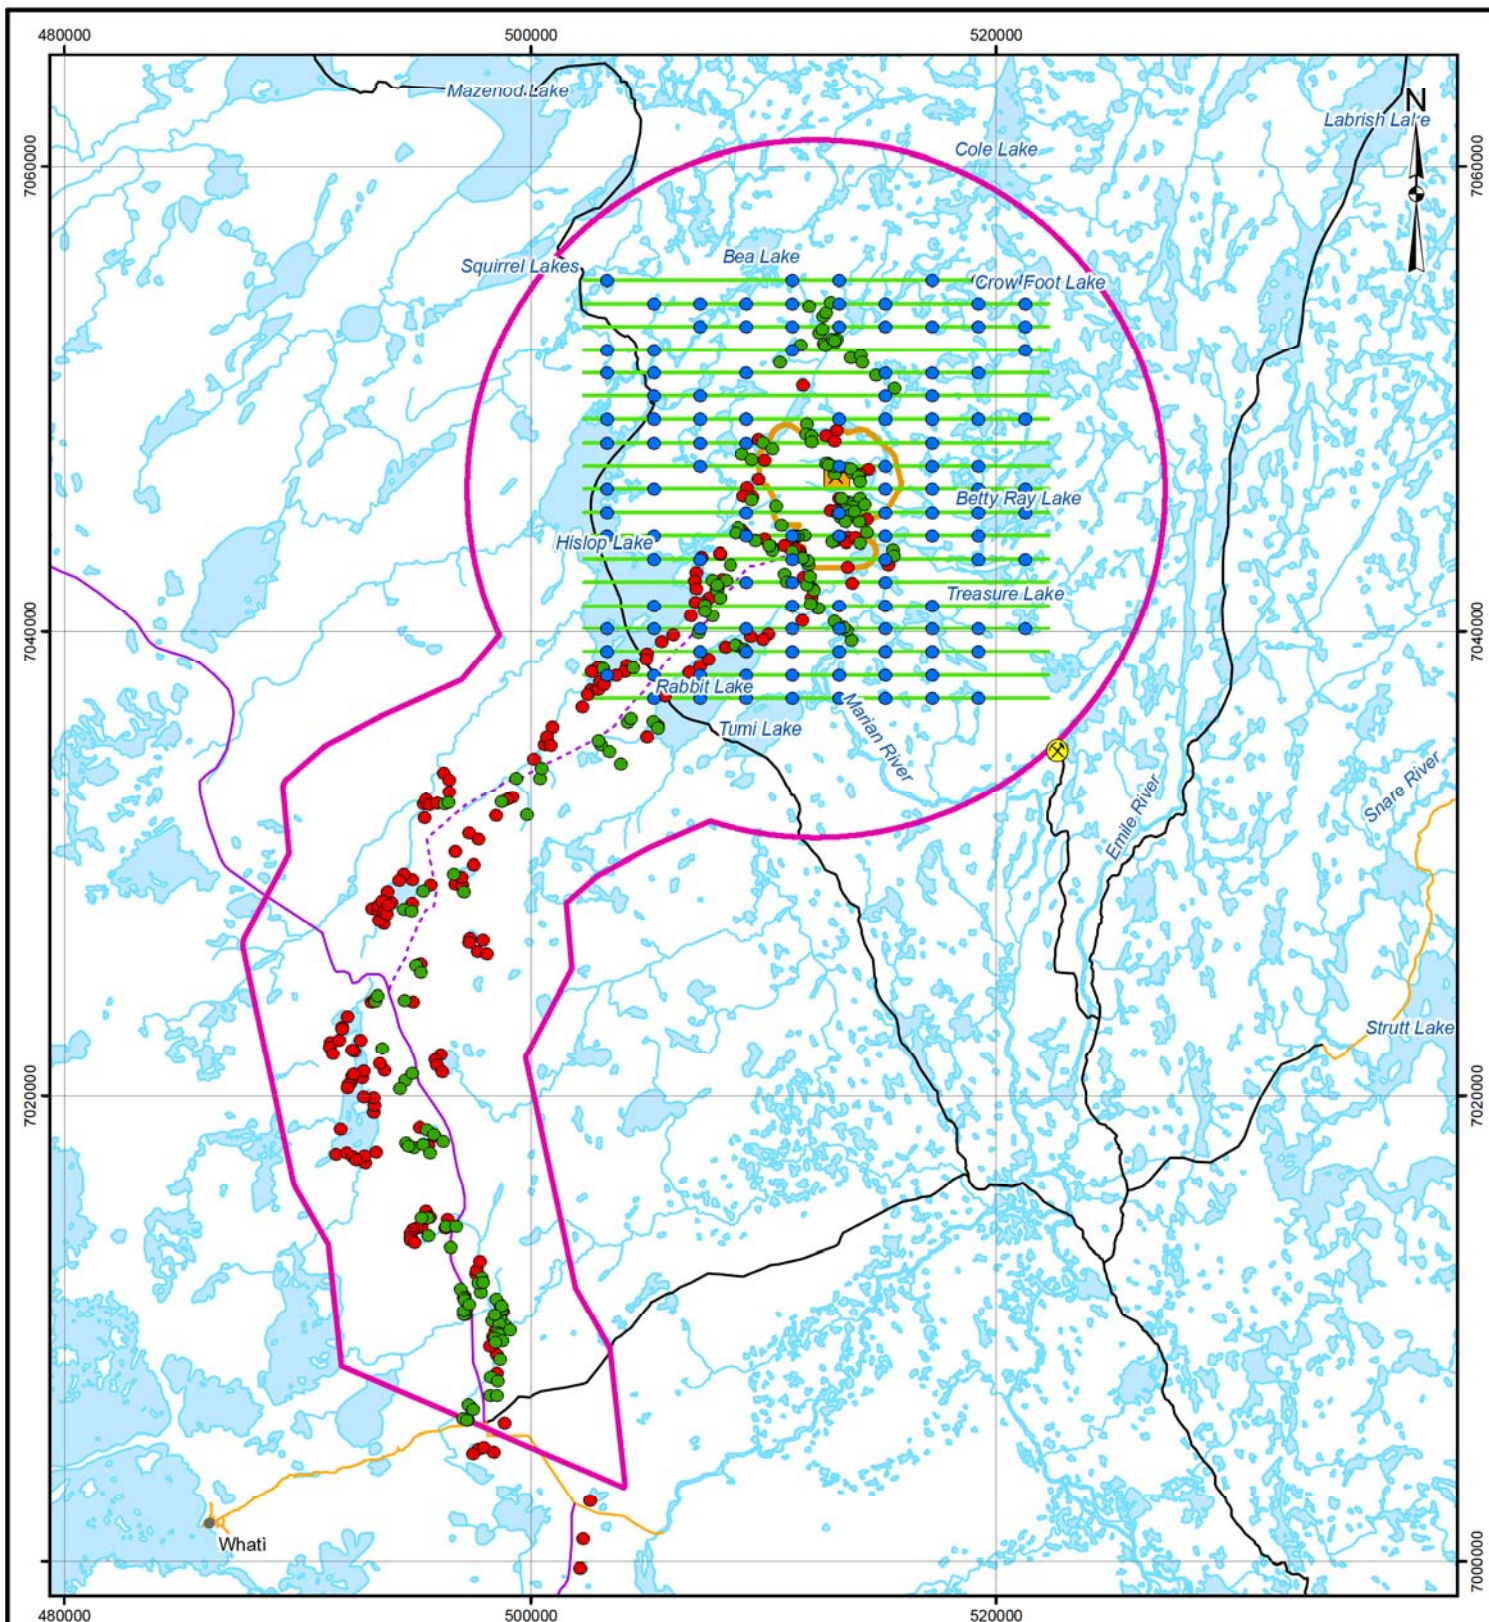 480000
500000
520000
Mazenod Lake
N
Labrish Lake
Cole Lake
7060000
7060000
Bea Lake
Squirrel Lakes
Crow Foot Lake
Betty Ray Lake
Hislop Lake
Treasure Lake
7040000
7040000
Rabbit Lake
Tumi Lake
Marian River
Emile River
Snare River
Strutt Lake
7020000
7020000
Whati
7000000
480000
500000
520000